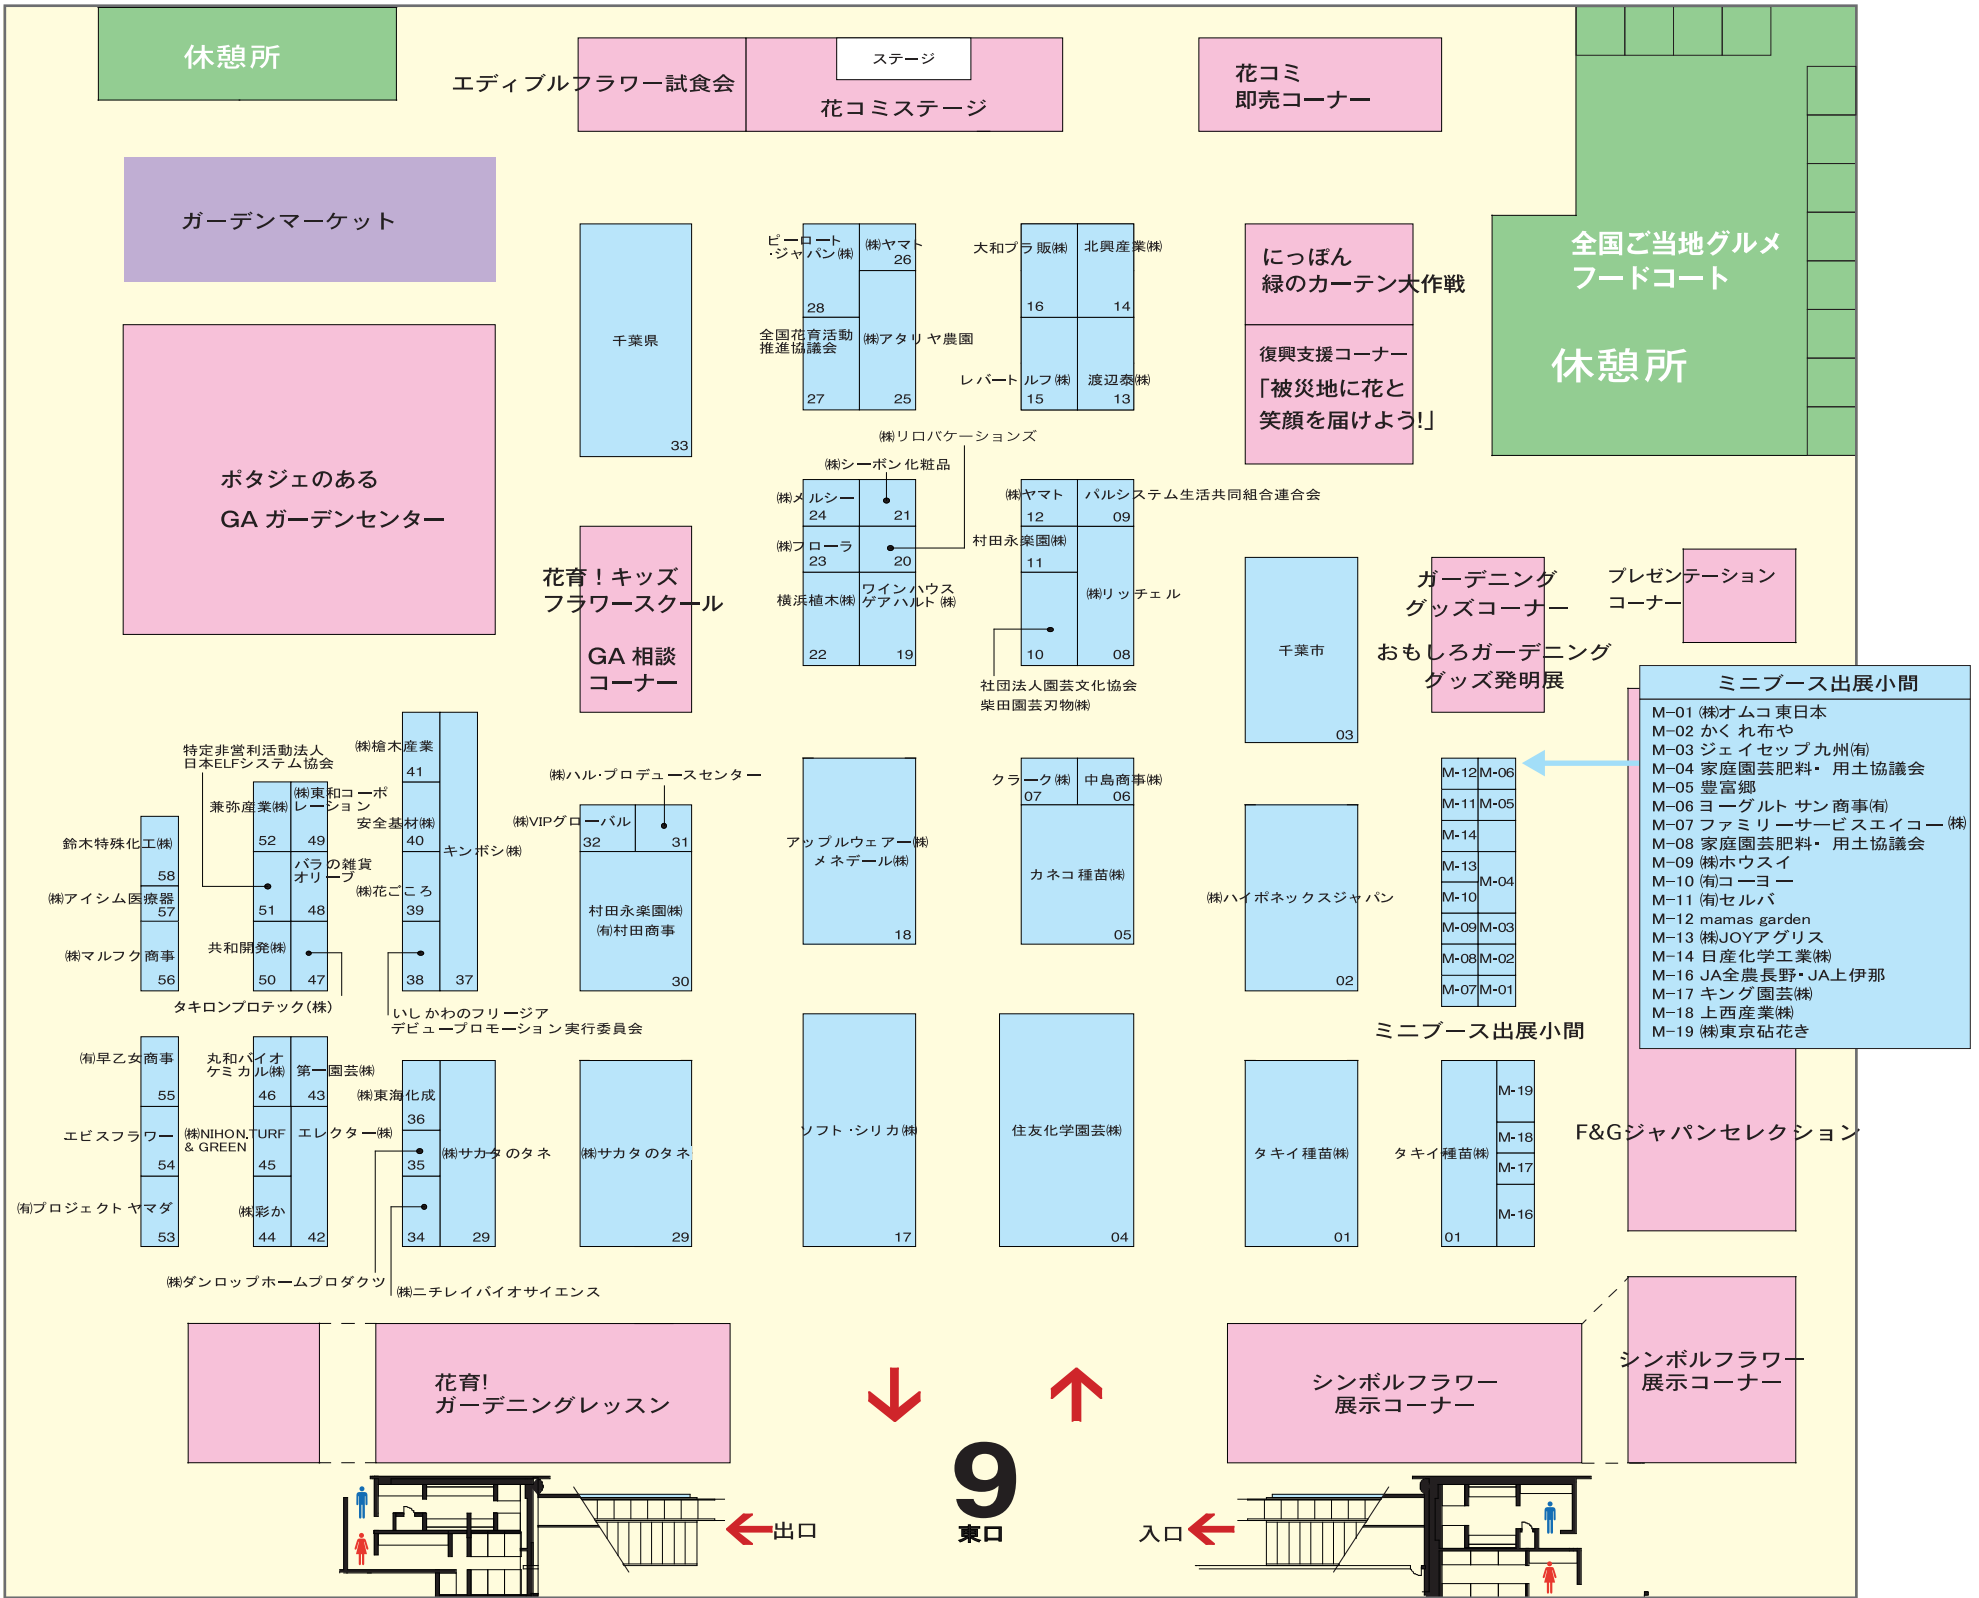 休憩所
エディブルフラワー試食会
ステージ
花コミステージ
花コミ
即売コーナー
ガーデンマーケット
全国ご当地グルメ
フードコート
休憩所
千葉県
33
ピーロート
・ジャパン㈱
28
㈱ヤマト
26
全国花育活動
推進協議会
27
㈱アタリヤ農園
25
大和プラ販㈱
16
北興産業㈱
14
レバートルフ㈱
15
渡辺泰㈱
13
にっぽん
緑のカーテン大作戦
復興支援コーナー
「被災地に花と
笑顔を届けよう!」
ポタジェのある
GA ガーデンセンター
㈱リロバケーションズ
㈱シーボン化粧品
㈱メルシー
24
21
㈱フローラ
23
20
横浜植木㈱
22
ワインハウス
ゲアハルト㈱
19
㈱ヤマト
12
パルシステム生活共同組合連合会
09
村田永楽園㈱
11
㈱リッチェル
10
08
社団法人園芸文化協会
柴田園芸刃物㈱
花育！キッズ
フラワースクール
GA 相談
コーナー
千葉市
03
ガーデニング
グッズコーナー
おもしろガーデニング
グッズ発明展
プレゼンテーション
コーナー
ミニブース出展小間
M-01 ㈱オムコ東日本
M-02 かくれ布や
M-03 ジェイセップ九州㈲
M-04 家庭園芸肥料・用土協議会
M-05 豊富郷
M-06 ヨーグルトサン商事㈲
M-07 ファミリーサービスエイコー㈱
M-08 家庭園芸肥料・用土協議会
M-09 ㈱ホウスイ
M-10 ㈲コーヨー
M-11 ㈲セルバ
M-12 mamas garden
M-13 ㈱JOYアグリス
M-14 日産化学工業㈱
M-16 JA全農長野・JA上伊那
M-17 キング園芸㈱
M-18 上西産業㈱
M-19 ㈱東京砧花き
特定非営利活動法人
日本ELFシステム協会
㈱槍木産業
41
安全基材㈱
40
㈱花ごころ
39
38
キンボシ㈱
37
兼弥産業㈱
52
㈱東和コーポ
レーション
49
51
バラの雑貨
オリーブ
48
共和開発㈱
50
47
鈴木特殊化工㈱
58
㈱アイシム医療器
57
㈱マルフク商事
56
タキロンプロテック(株)
いしかわのフリージア
デビュープロモーション実行委員会
㈱ハル・プロデュースセンター
㈱VIPグローバル
32
31
村田永楽園㈱
㈲村田商事
30
アップルウェアー㈱
メネデール㈱
18
クラーク㈱
07
中島商事㈱
06
カネコ種苗㈱
05
㈱ハイポネックスジャパン
02
M-12 M-06
M-11 M-05
M-14
M-13
M-04
M-10
M-09 M-03
M-08 M-02
M-07 M-01
ミニブース出展小間
㈲早乙女商事
55
エビスフラワー
54
㈲プロジェクトヤマダ
53
丸和バイオ
ケミカル㈱
46
第一園芸㈱
43
㈱NIHON.TURF
& GREEN
45
エレクター㈱
㈱彩か
44
42
㈱東海化成
36
35
34
㈱サカタのタネ
29
㈱サカタのタネ
29
ソフト・シリカ㈱
17
住友化学園芸㈱
04
タキイ種苗㈱
01
タキイ種苗㈱
01
M-19
M-18
M-17
M-16
F&Gジャパンセレクション
㈱ダンロップホームプロダクツ
㈱ニチレイバイオサイエンス
花育!
ガーデニングレッスン
シンボルフラワー
展示コーナー
シンボルフラワー
展示コーナー
9
東口
出口
入口